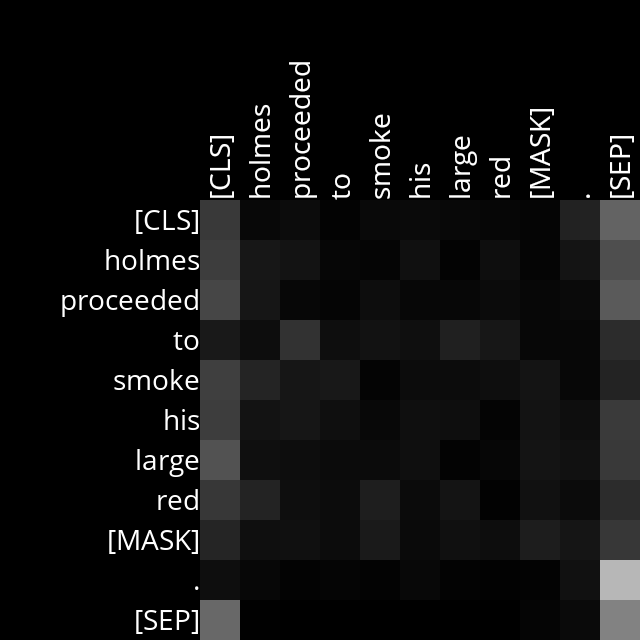 [CLS] holmes proceeded to smoke his large red [MASK] . [SEP]
[CLS]
holmes
proceeded
to
smoke
his
large
red
[MASK]
.
[SEP]